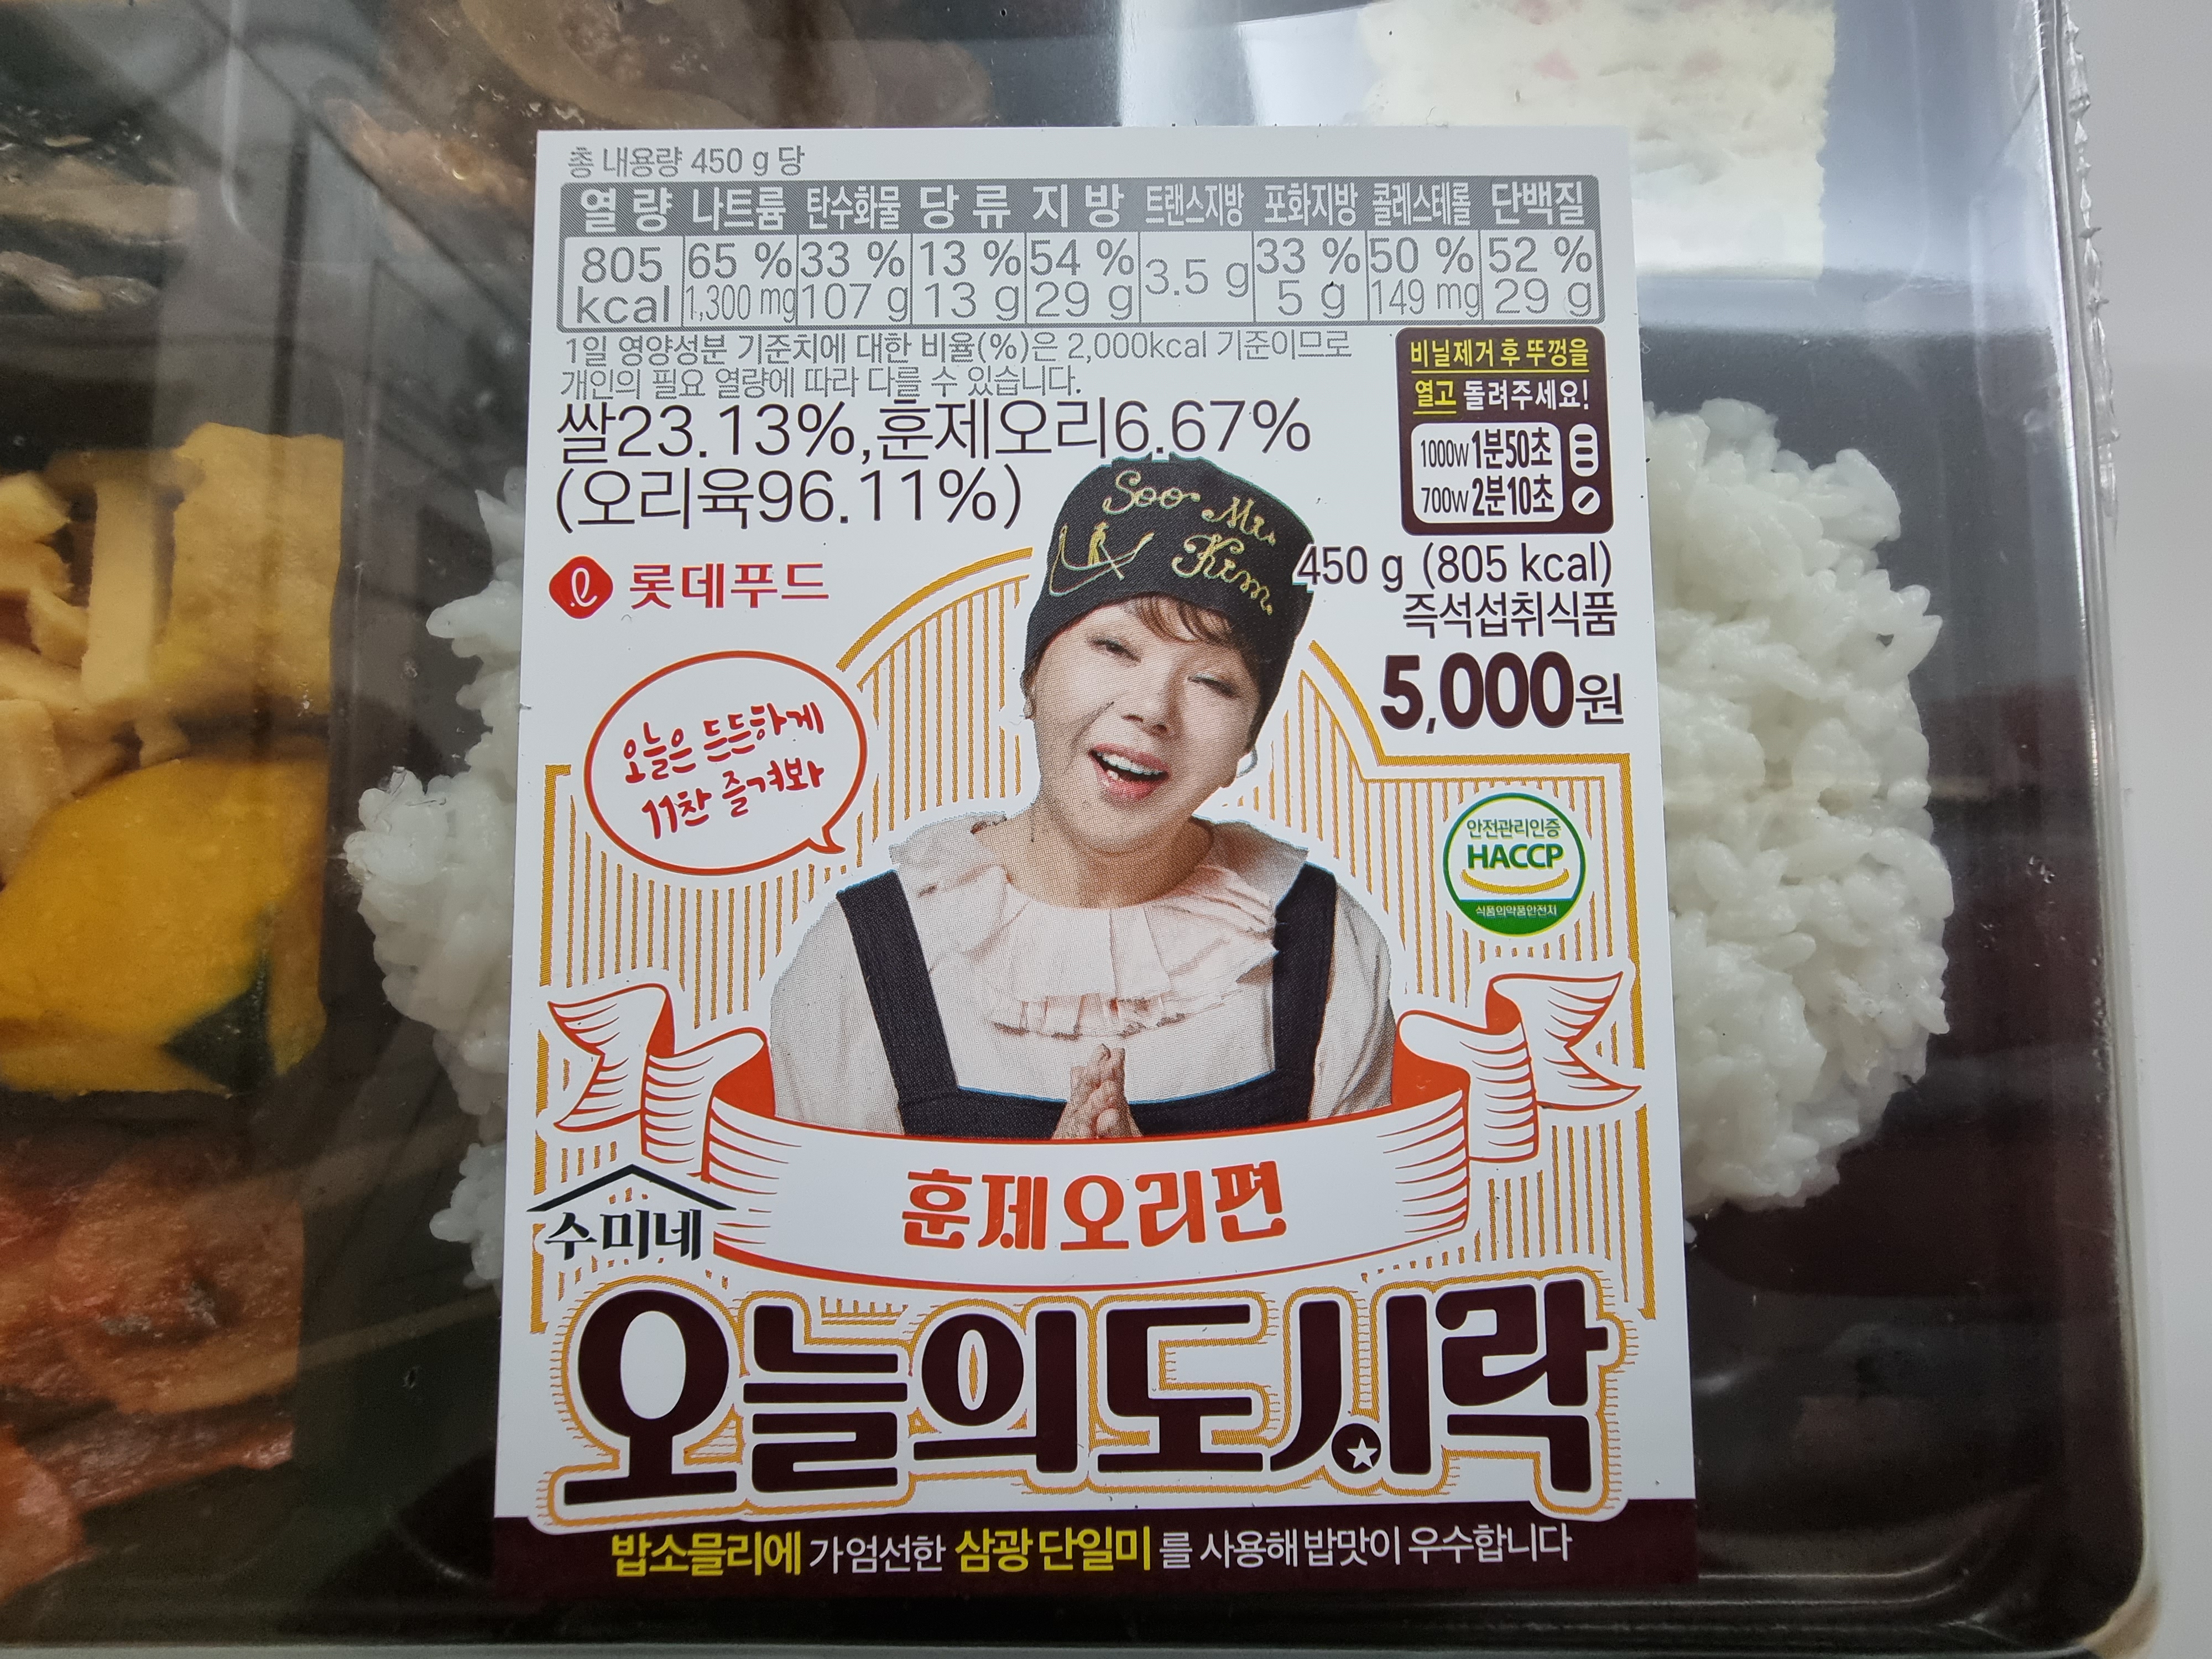 총 내용량 450 g 당
열 량 나트륨 탄수화물 당 류 지 방 트랜스지방 포화지방 콜레스테롤 단백질
805 kcal 65 % 1,300 mg 33 % 107 g 13 % 13 g 54 % 29 g 3.5 g 33 % 5 g 50 % 149 mg 52 % 29 g
1일 영양성분 기준치에 대한 비율(%)은 2,000kcal 기준이므로
개인의 필요 열량에 따라 다를 수 있습니다.
비닐제거 후 뚜껑을
열고 돌려주세요!
1000W 1분50초
700W 2분10초
쌀23.13%,훈제오리6.67%
(오리육96.11%)
Soo Mi
Kim
롯데푸드
450 g (805 kcal)
즉석섭취식품
5,000원
오늘은 든든하게
11찬 즐겨봐
안전관리인증
HACCP
식품의약품안전처
수미네
훈제오리편
오늘의도시락
밥소믈리에 가 엄선한 삼광 단일미 를 사용해 밥맛이 우수합니다